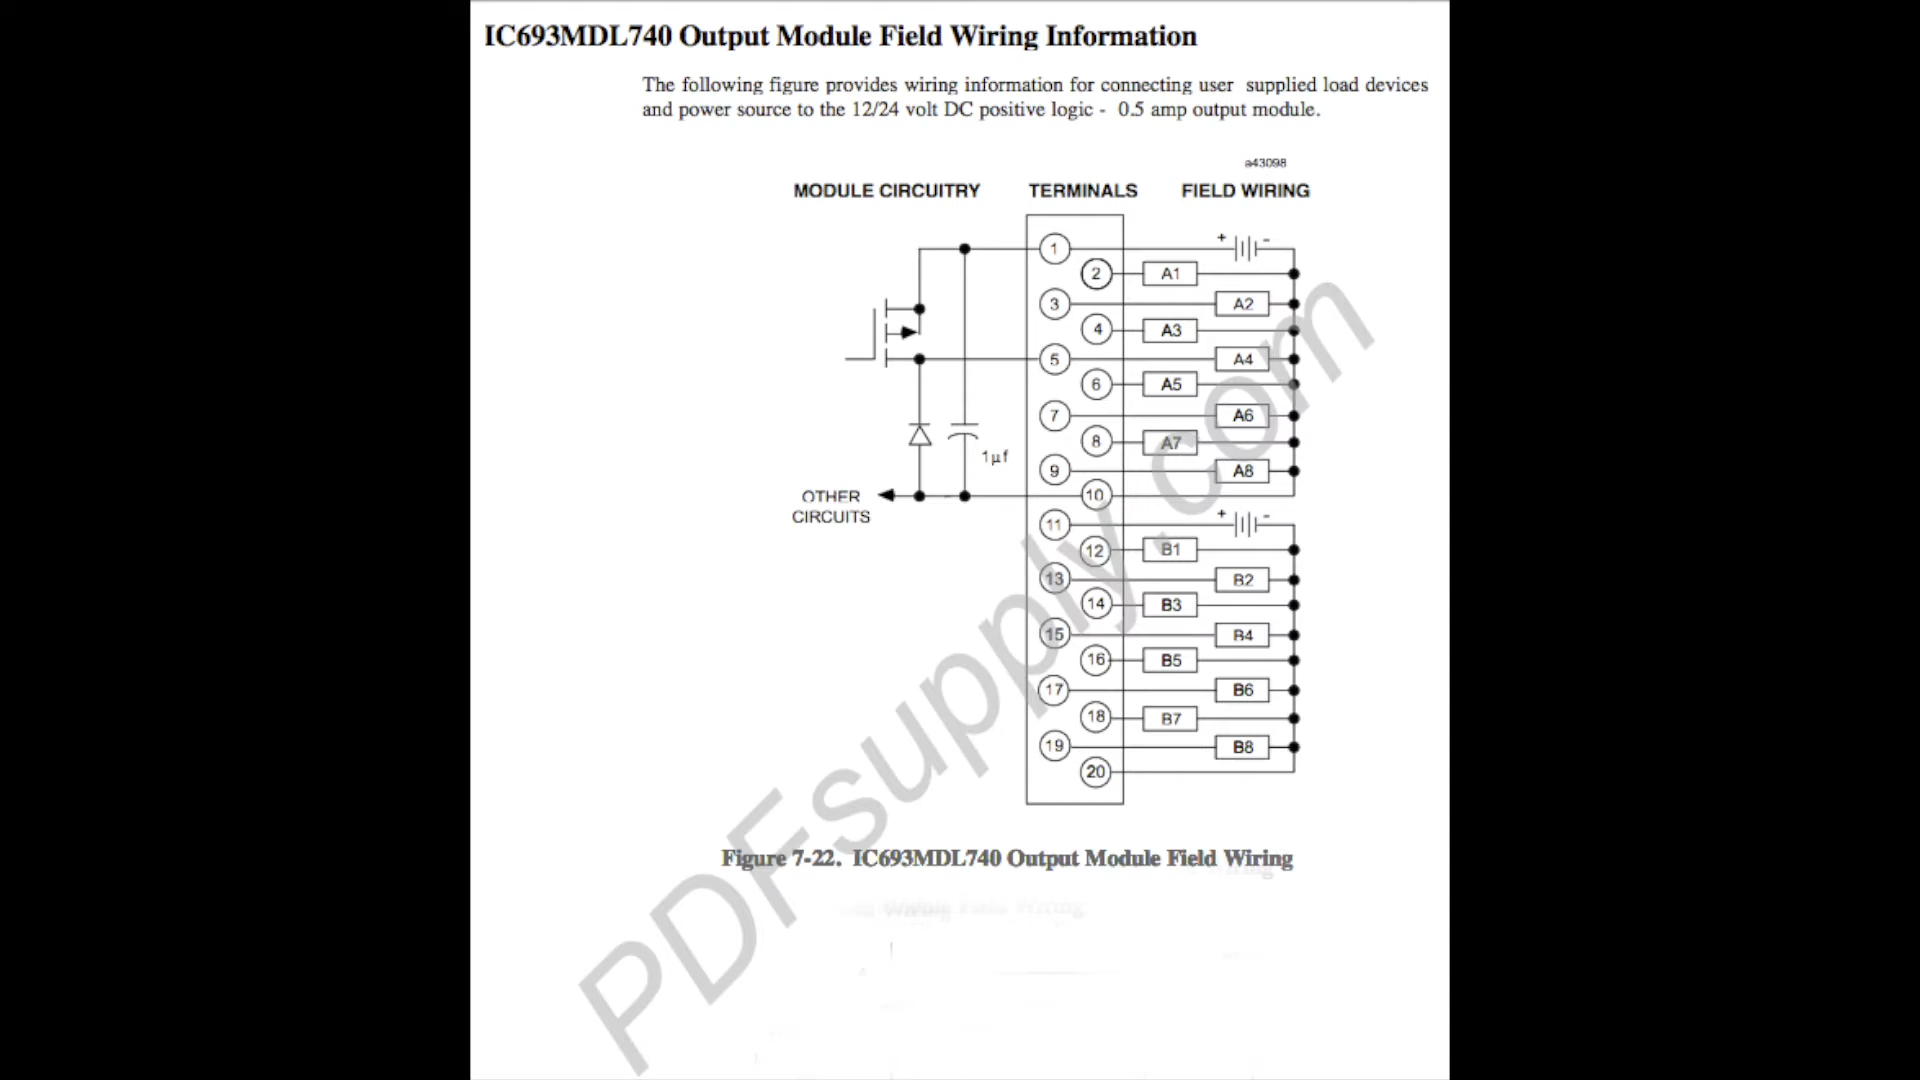 IC693MDL740 Output Module Field Wiring Information
The following figure provides wiring information for connecting user supplied load devices
and power source to the 12/24 volt DC positive logic - 0.5 amp output module.
a43098
MODULE CIRCUITRY TERMINALS FIELD WIRING
1 + -
2 A1
3 A2
4 A3
5 A4
6 A5
7 A6
8 A7
1µf
9 A8
OTHER
CIRCUITS
10
11 + -
12 B1
13 B2
14 B3
15 B4
16 B5
17 B6
18 B7
19 B8
20
Figure 7-22. IC693MDL740 Output Module Field Wiring
PDFsupply.com